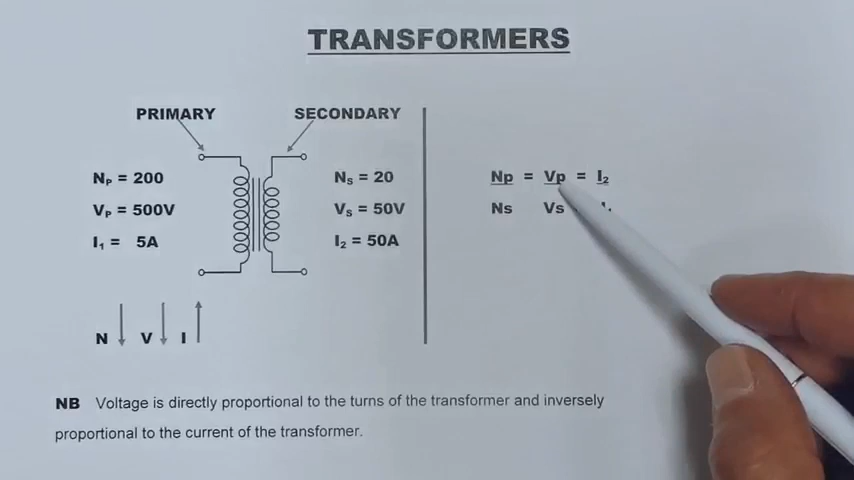 TRANSFORMERS
PRIMARY
SECONDARY
Nₚ = 200
Vₚ = 500V
I₁ = 5A
Nₛ = 20
Vₛ = 50V
I₂ = 50A
Np = Vp = I₂
Ns Vs
N V I
NB Voltage is directly proportional to the turns of the transformer and inversely
proportional to the current of the transformer.